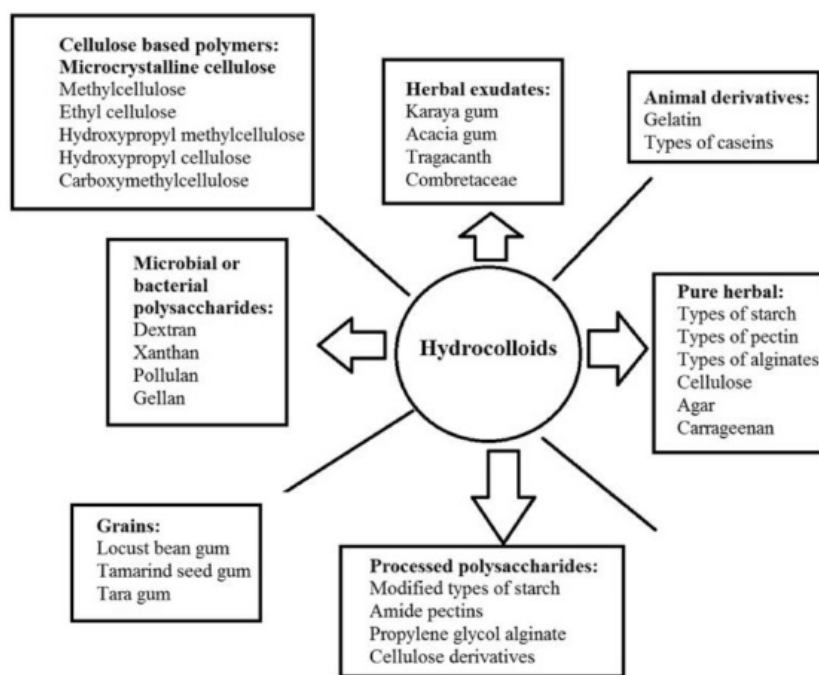 Cellulose based polymers:
Microcrystalline cellulose
Methylcellulose
Ethyl cellulose
Hydroxypropyl methylcellulose
Hydroxypropyl cellulose
Carboxymethylcellulose
Herbal exudates:
Karaya gum
Acacia gum
Tragacanth
Combretaceae
Animal derivatives:
Gelatin
Types of caseins
Microbial or
bacterial
polysaccharides:
Dextran
Xanthan
Pollulan
Gellan
Hydrocolloids
Pure herbal:
Types of starch
Types of pectin
Types of alginates
Cellulose
Agar
Carrageenan
Grains:
Locust bean gum
Tamarind seed gum
Tara gum
Processed polysaccharides:
Modified types of starch
Amide pectins
Propylene glycol alginate
Cellulose derivatives